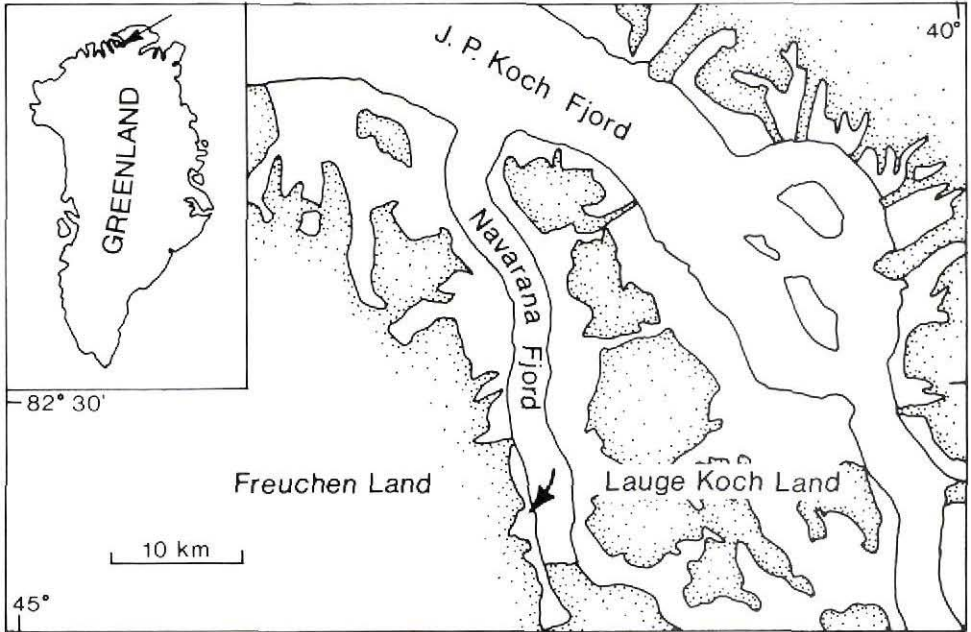 40°
J. P. Koch Fjord
GREENLAND
Navarana Fjord
82° 30'
Freuchen Land
Lauge Koch Land
10 km
45°